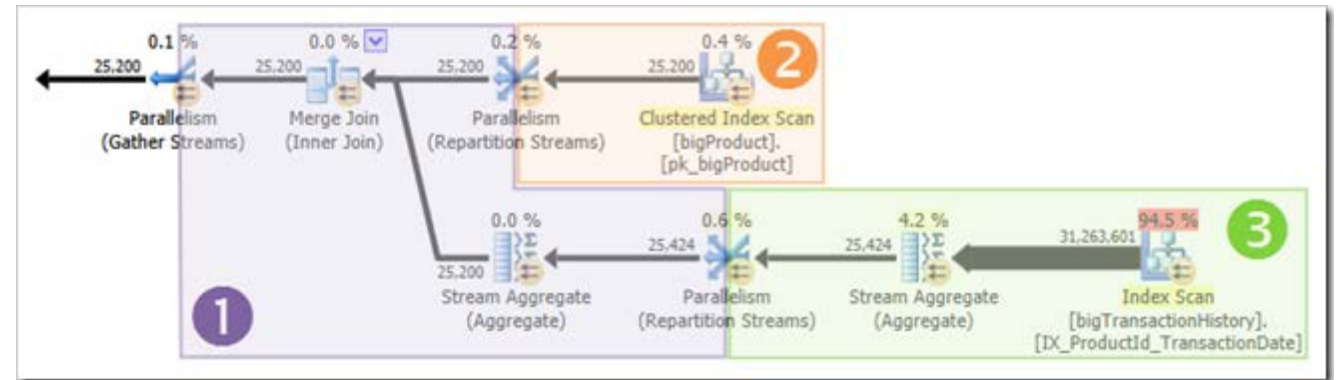 0.1 %
0.0 %
0.2 %
0.4 %
2
25,200
25,200
25,200
25,200
Parallelism
(Gather Streams)
Merge Join
(Inner Join)
Parallelism
(Repartition Streams)
Clustered Index Scan
[bigProduct].
[pk_bigProduct]
0.0 %
0.6 %
4.2 %
94.5 %
3
25,200
25,424
25,424
31,263,601
1
Stream Aggregate
(Aggregate)
Parallelism
(Repartition Streams)
Stream Aggregate
(Aggregate)
Index Scan
[bigTransactionHistory].
[IX_ProductId_TransactionDate]